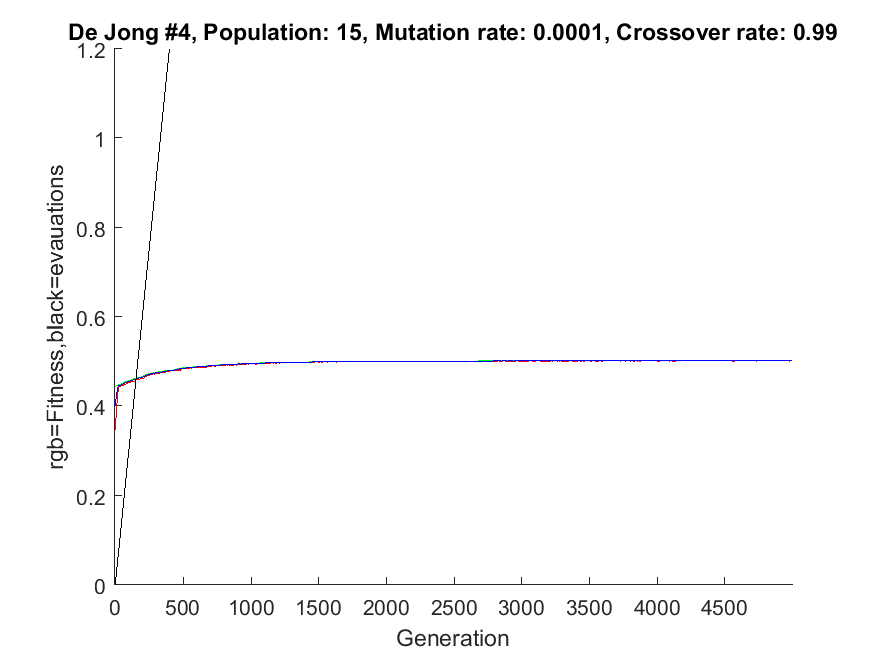 De Jong #4, Population: 15, Mutation rate: 0.0001, Crossover rate: 0.99
1.2
1
0.8
0.6
0.4
0.2
0
rgb=Fitness,black=evauations
0 500 1000 1500 2000 2500 3000 3500 4000 4500
Generation